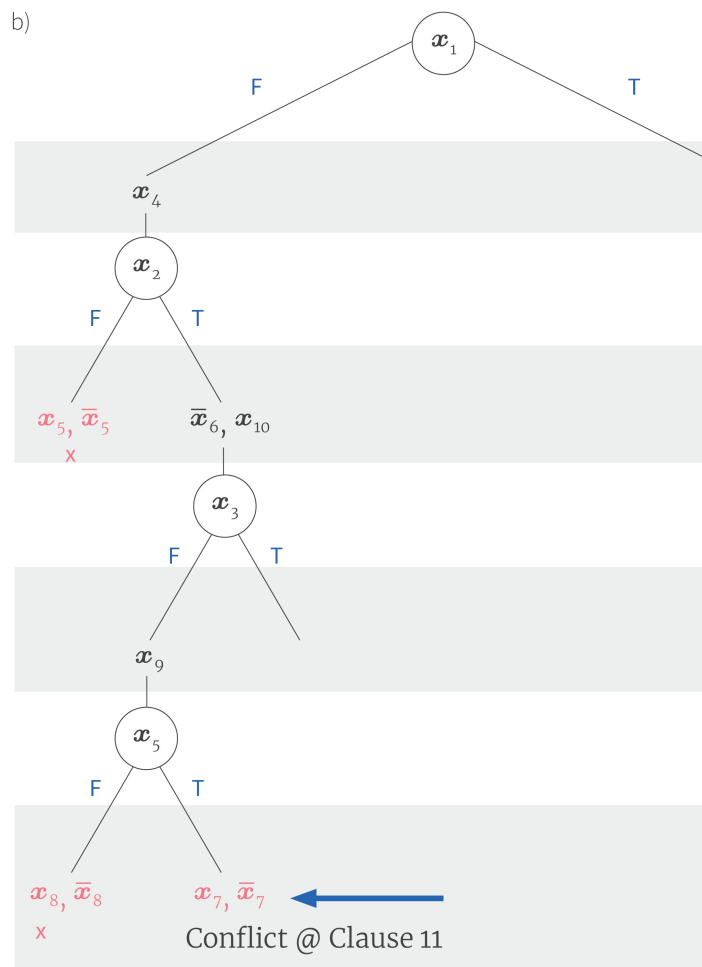 b)
x₁
F T
x₄
x₂
F T
x₅, x̅₅ x̅₆, x₁₀
x
x₃
F T
x₉
x₅
F T
x₈, x̅₈ x₇, x̅₇
x
Conflict @ Clause 11